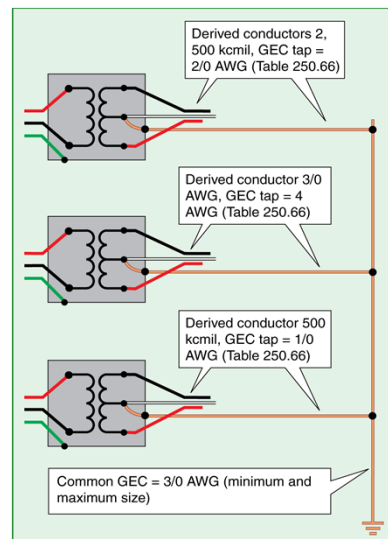 Derived conductors 2,
500 kcmil, GEC tap =
2/0 AWG (Table 250.66)
Derived conductor 3/0
AWG, GEC tap = 4
AWG (Table 250.66)
Derived conductor 500
kcmil, GEC tap = 1/0
AWG (Table 250.66)
Common GEC = 3/0 AWG (minimum and
maximum size)